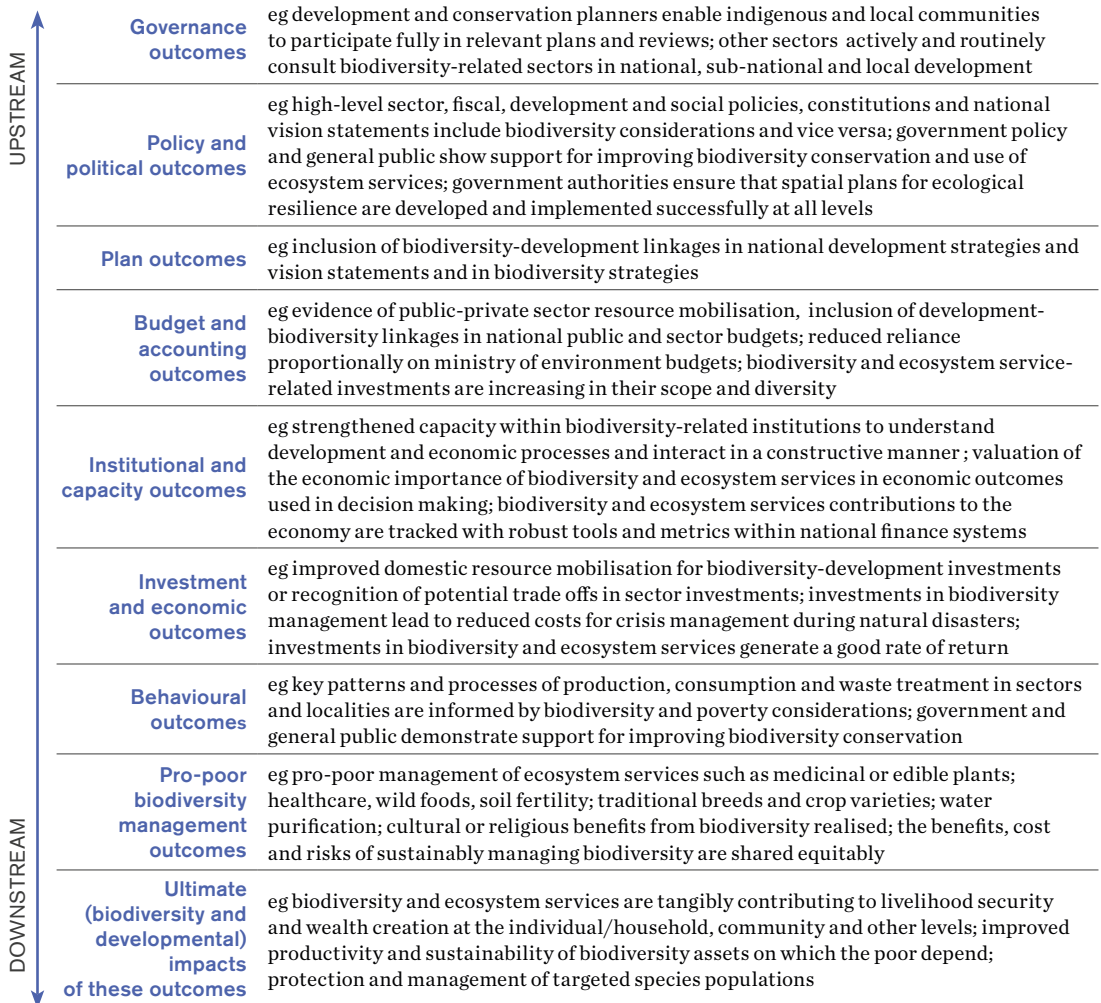 UPSTREAM
Governance
outcomes
eg development and conservation planners enable indigenous and local communities
to participate fully in relevant plans and reviews; other sectors actively and routinely
consult biodiversity-related sectors in national, sub-national and local development
Policy and
political outcomes
eg high-level sector, fiscal, development and social policies, constitutions and national
vision statements include biodiversity considerations and vice versa; government policy
and general public show support for improving biodiversity conservation and use of
ecosystem services; government authorities ensure that spatial plans for ecological
resilience are developed and implemented successfully at all levels
Plan outcomes
eg inclusion of biodiversity-development linkages in national development strategies and
vision statements and in biodiversity strategies
Budget and
accounting
outcomes
eg evidence of public-private sector resource mobilisation, inclusion of development-
biodiversity linkages in national public and sector budgets; reduced reliance
proportionally on ministry of environment budgets; biodiversity and ecosystem service-
related investments are increasing in their scope and diversity
Institutional and
capacity outcomes
eg strengthened capacity within biodiversity-related institutions to understand
development and economic processes and interact in a constructive manner ; valuation of
the economic importance of biodiversity and ecosystem services in economic outcomes
used in decision making; biodiversity and ecosystem services contributions to the
economy are tracked with robust tools and metrics within national finance systems
Investment
and economic
outcomes
eg improved domestic resource mobilisation for biodiversity-development investments
or recognition of potential trade offs in sector investments; investments in biodiversity
management lead to reduced costs for crisis management during natural disasters;
investments in biodiversity and ecosystem services generate a good rate of return
Behavioural
outcomes
eg key patterns and processes of production, consumption and waste treatment in sectors
and localities are informed by biodiversity and poverty considerations; government and
general public demonstrate support for improving biodiversity conservation
Pro-poor
biodiversity
management
outcomes
eg pro-poor management of ecosystem services such as medicinal or edible plants;
healthcare, wild foods, soil fertility; traditional breeds and crop varieties; water
purification; cultural or religious benefits from biodiversity realised; the benefits, cost
and risks of sustainably managing biodiversity are shared equitably
DOWNSTREAM
Ultimate
(biodiversity and
developmental)
impacts
of these outcomes
eg biodiversity and ecosystem services are tangibly contributing to livelihood security
and wealth creation at the individual/household, community and other levels; improved
productivity and sustainability of biodiversity assets on which the poor depend;
protection and management of targeted species populations